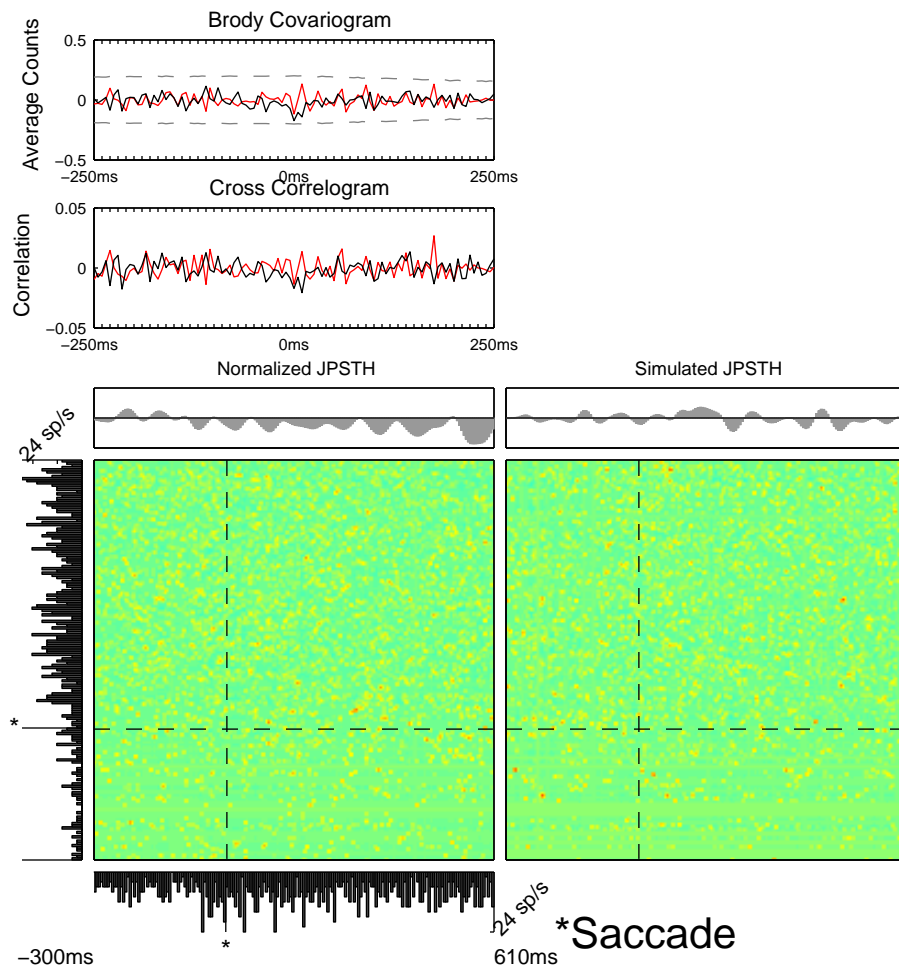 Brody Covariogram
Average Counts
0.5
0
−0.5
−250ms 0ms 250ms
Cross Correlogram
Correlation
0.05
0
−0.05
−250ms 0ms 250ms
Normalized JPSTH Simulated JPSTH
24 sp/s
*
24 sp/s
*
*Saccade
−300ms 610ms